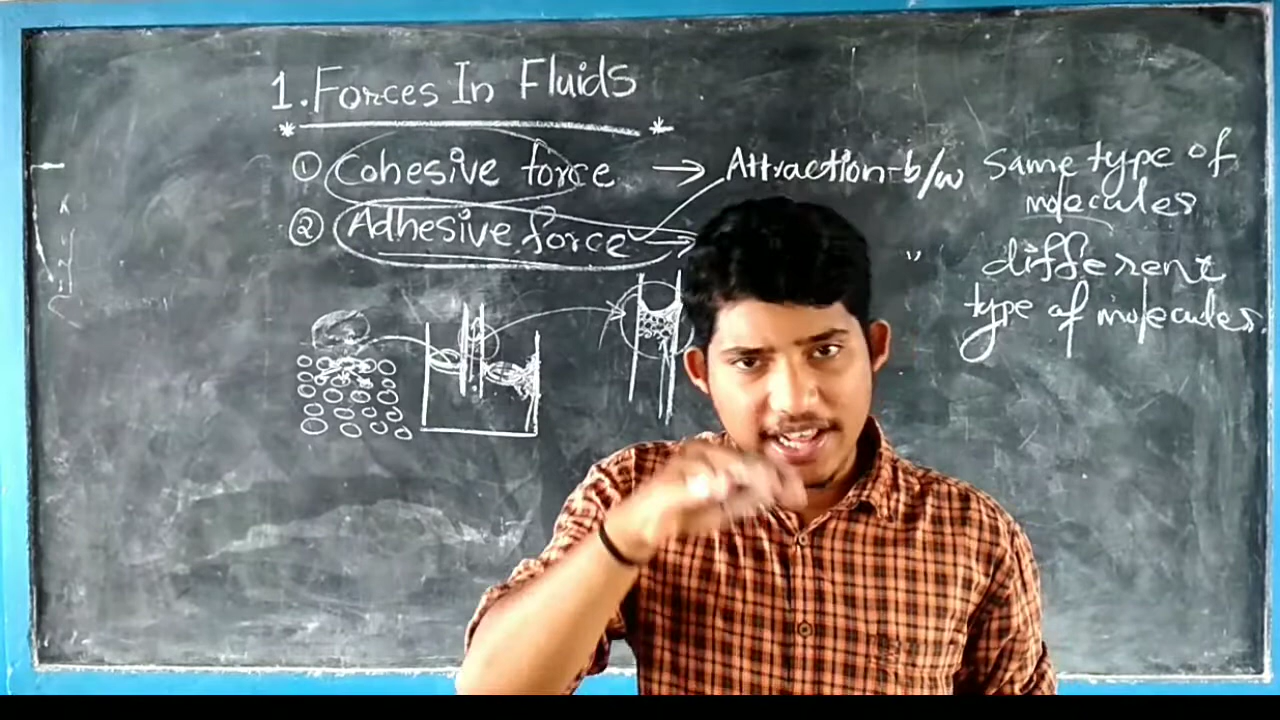 1. Forces In Fluids
① Cohesive force → Attraction b/w Same type of
molecules
② Adhesive force → " different
type of molecules.